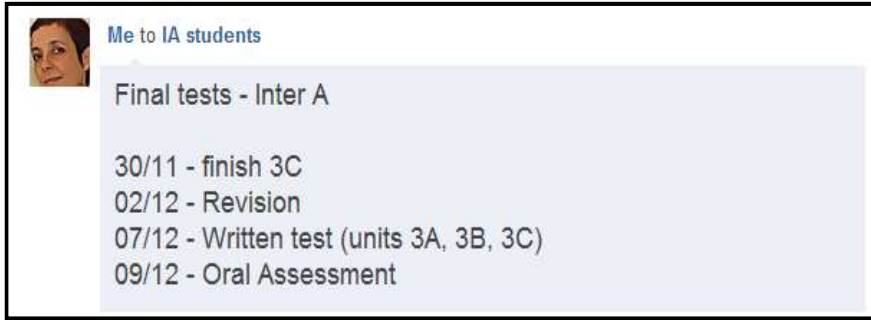 Me to IA students
Final tests - Inter A
30/11 - finish 3C
02/12 - Revision
07/12 - Written test (units 3A, 3B, 3C)
09/12 - Oral Assessment